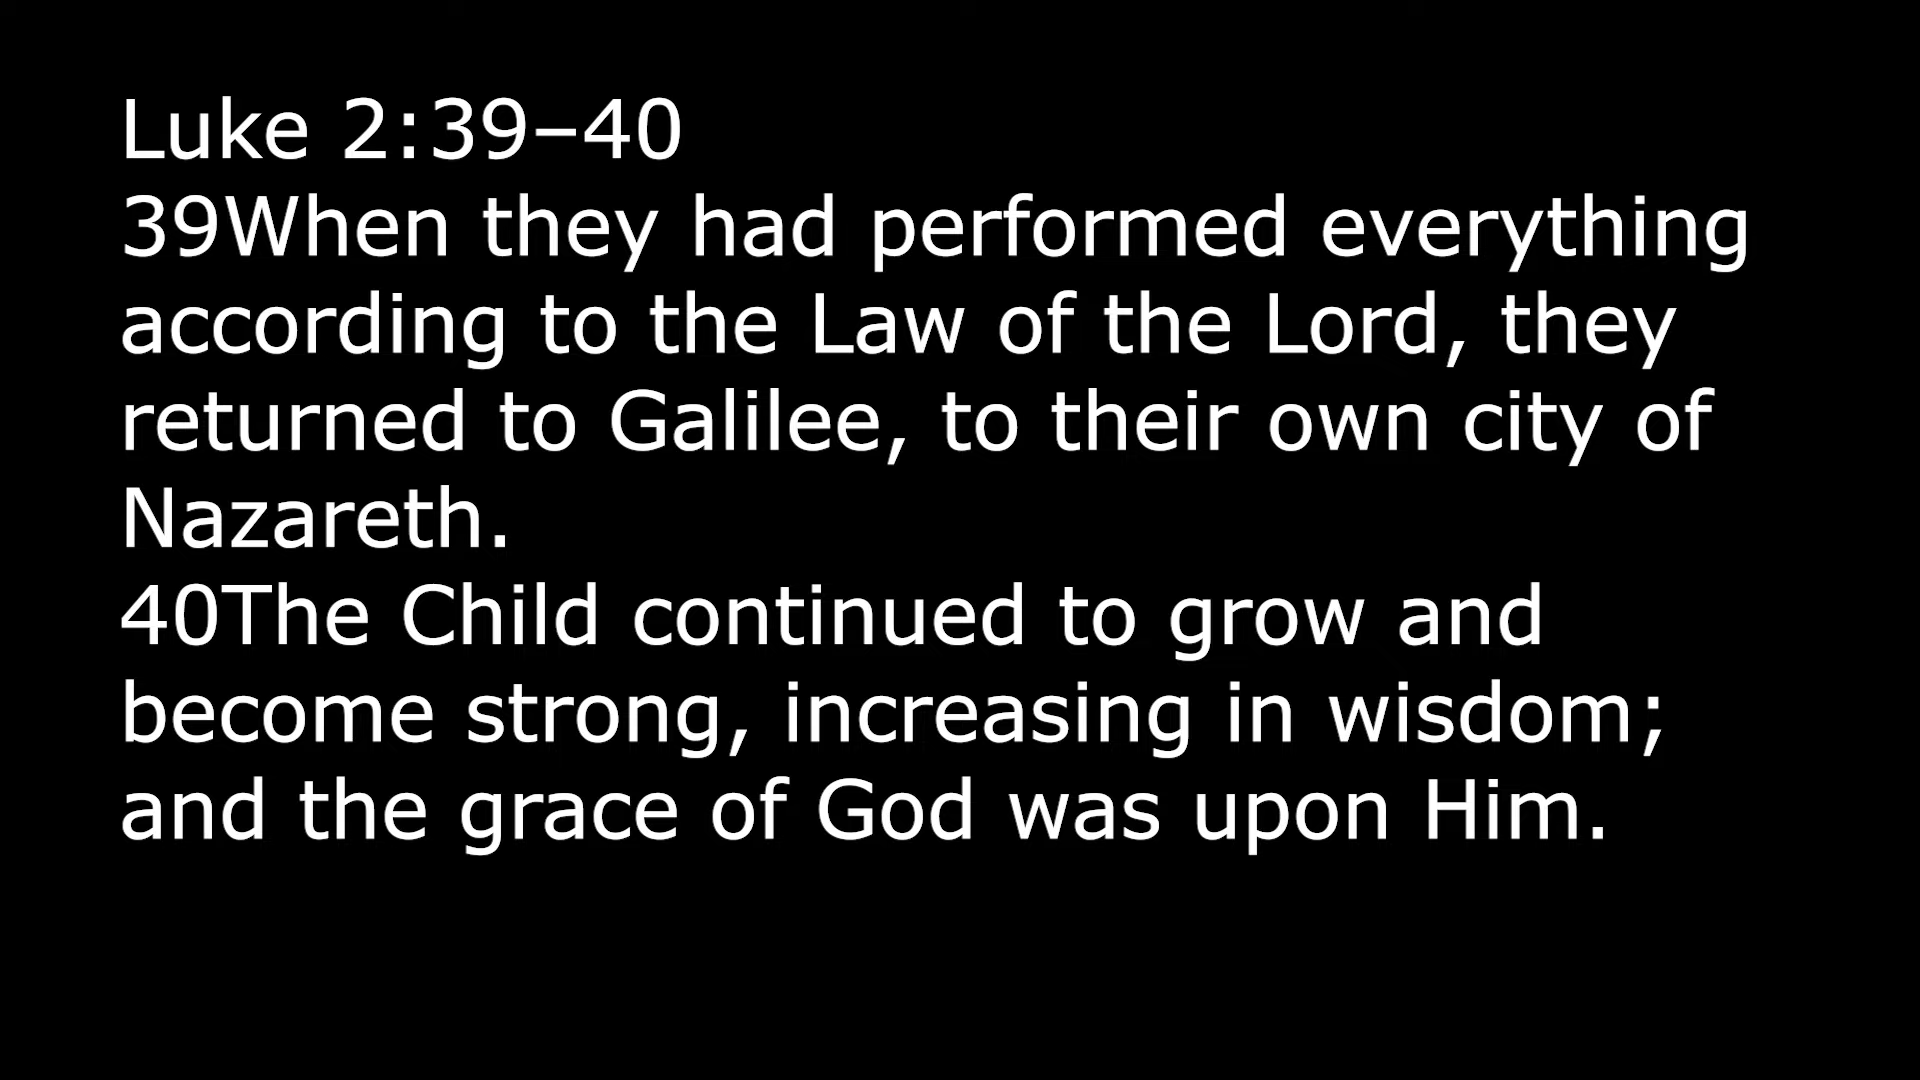 Luke 2:39–40
39When they had performed everything
according to the Law of the Lord, they
returned to Galilee, to their own city of
Nazareth.
40The Child continued to grow and
become strong, increasing in wisdom;
and the grace of God was upon Him.